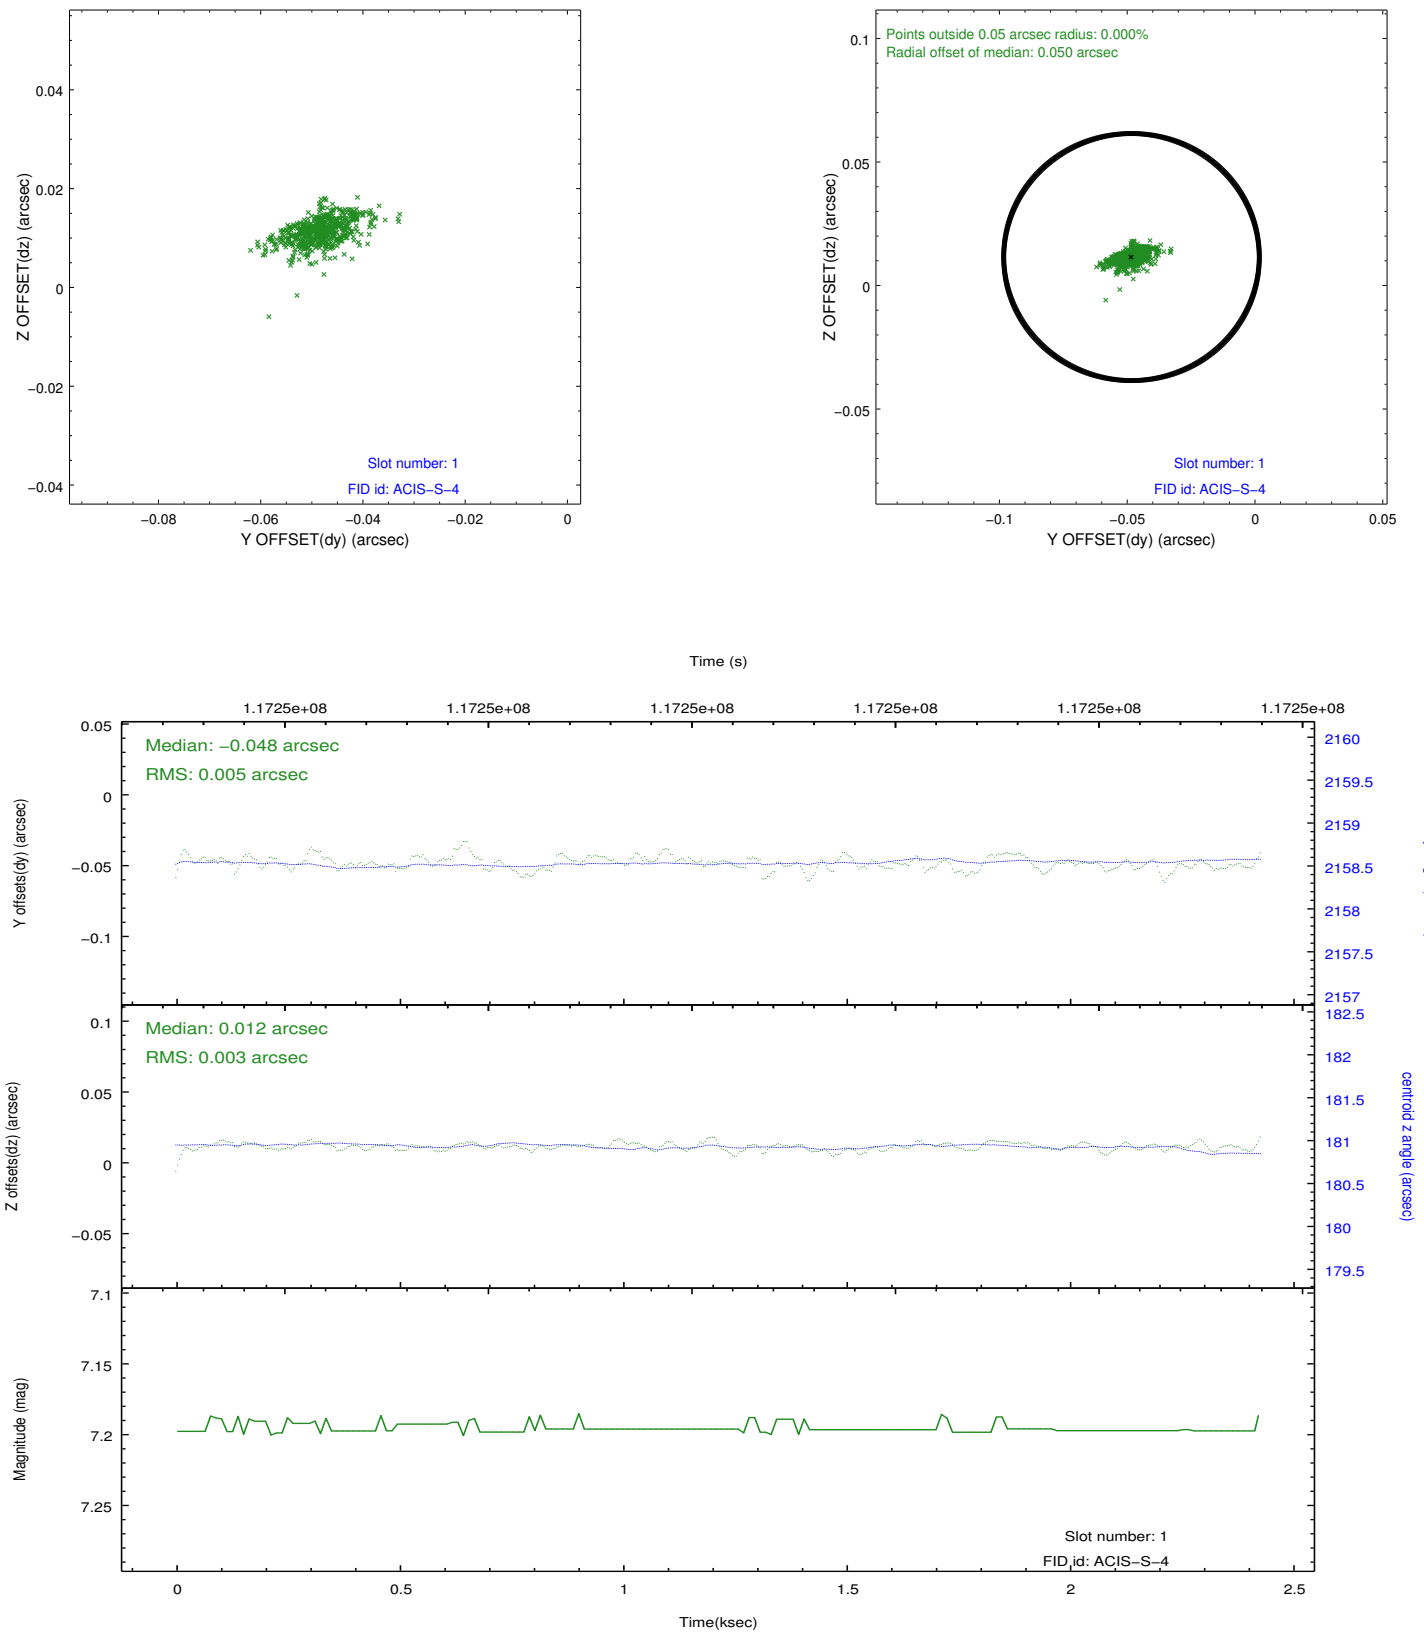 Points outside 0.05 arcsec radius: 0.000%
Radial offset of median: 0.050 arcsec
0.04
0.02
0
−0.02
−0.04
Z OFFSET(dz) (arcsec)
Slot number: 1
FID id: ACIS−S−4
−0.08
−0.06
−0.04
−0.02
0
Y OFFSET(dy) (arcsec)
0.1
0.05
0
−0.05
Z OFFSET(dz) (arcsec)
Slot number: 1
FID id: ACIS−S−4
−0.1
−0.05
0
0.05
Y OFFSET(dy) (arcsec)
Time (s)
1.1725e+08
1.1725e+08
1.1725e+08
1.1725e+08
1.1725e+08
1.1725e+08
Median: −0.048 arcsec
RMS: 0.005 arcsec
0.05
0
−0.05
−0.1
Y offsets(dy) (arcsec)
2160
2159.5
2159
2158.5
2158
2157.5
2157
Median: 0.012 arcsec
RMS: 0.003 arcsec
0.1
0.05
0
−0.05
Z offsets(dz) (arcsec)
182.5
182
181.5
181
180.5
180
179.5
centroid z angle (arcsec)
7.1
7.15
7.2
7.25
Magnitude (mag)
Slot number: 1
FID id: ACIS−S−4
0
0.5
1
1.5
2
2.5
Time(ksec)